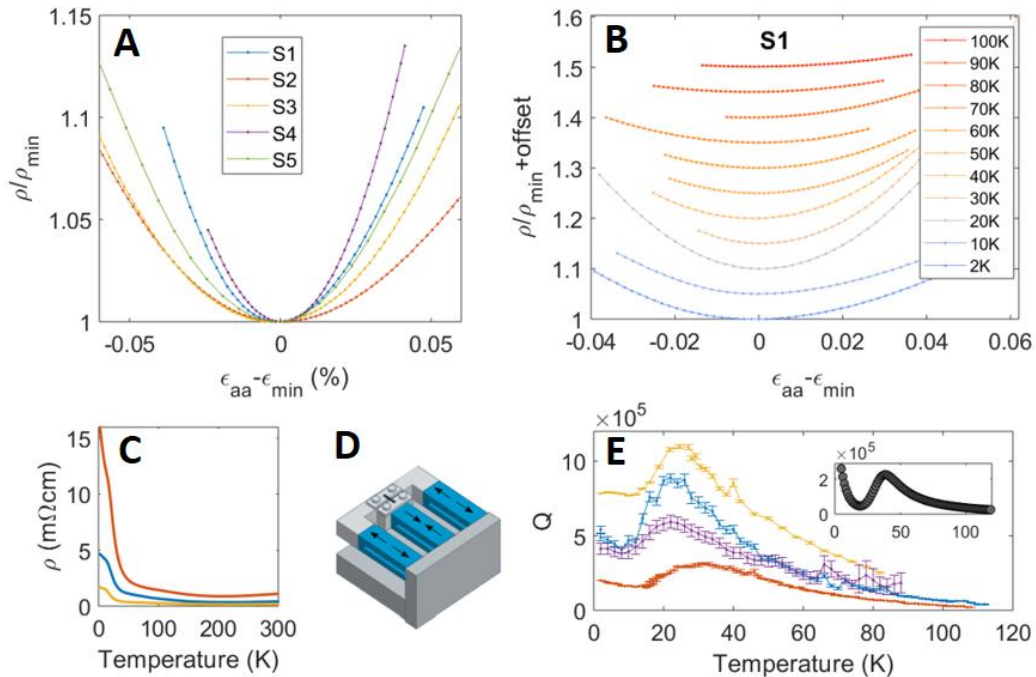 A
1.15
1.1
1.05
1
ρ/ρmin
-0.05
0
0.05
ϵaa-ϵmin (%)
S1
S2
S3
S4
S5
B
S1
1.6
1.5
1.4
1.3
1.2
1.1
1
ρ/ρmin+offset
-0.04
-0.02
0
0.02
0.04
0.06
ϵaa-ϵmin
100K
90K
80K
70K
60K
50K
40K
30K
20K
10K
2K
C
15
10
5
0
ρ (mΩcm)
0
100
200
300
Temperature (K)
D
E
×10⁵
10
5
0
Q
0
20
40
60
80
100
120
Temperature (K)
× 10⁵
2
0
0
50
100